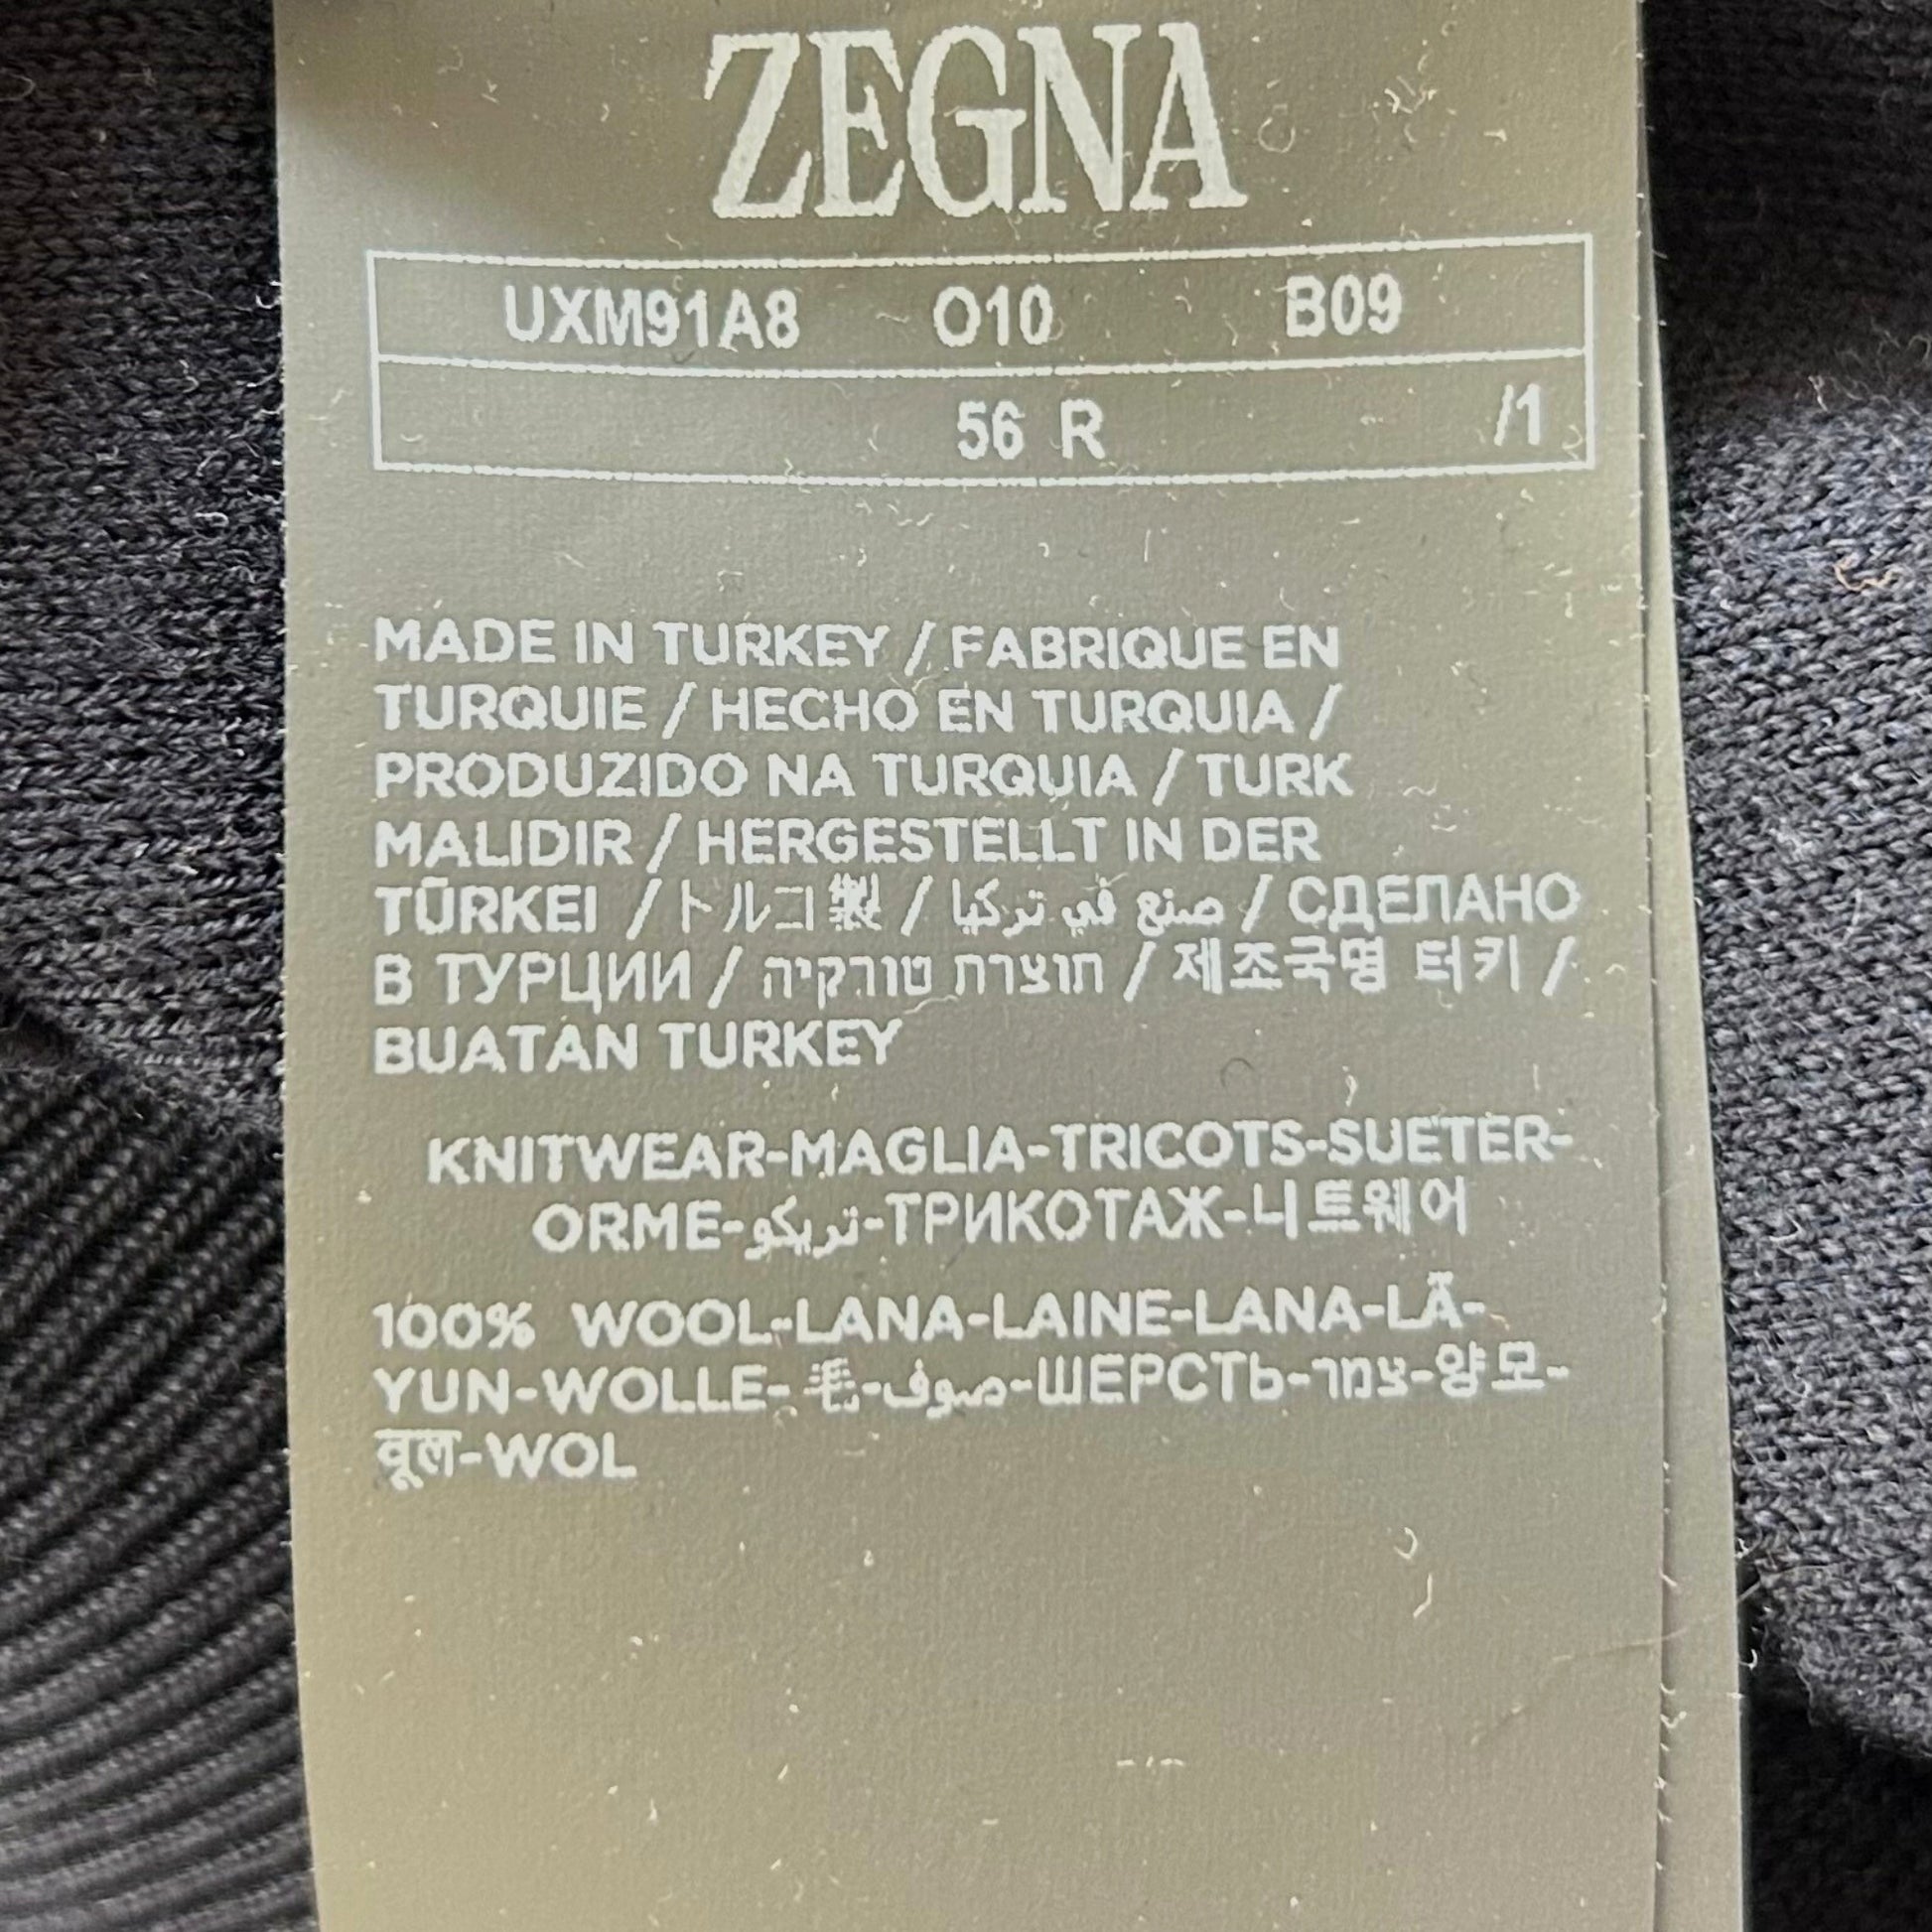 ZEGNA
UXM91A8 O10 B09
56 R /1
MADE IN TURKEY / FABRIQUE EN
TURQUIE / HECHO EN TURQUIA /
PRODUZIDO NA TURQUIA / TURK
MALIDIR / HERGESTELLT IN DER
TÜRKEI / トルコ製 / صنع في تركيا / СДЕЛАНО
В ТУРЦИИ / תוצרת טורקיה / 제조국명 터키 /
BUATAN TURKEY
KNITWEAR-MAGLIA-TRICOTS-SUETER-
ORME-تريكو-ТРИКОТАЖ-니트웨어
100% WOOL-LANA-LAINE-LANA-LÃ-
YUN-WOLLE-毛-صوف-ШЕРСТЬ-צמר-양모-
वूल-WOL